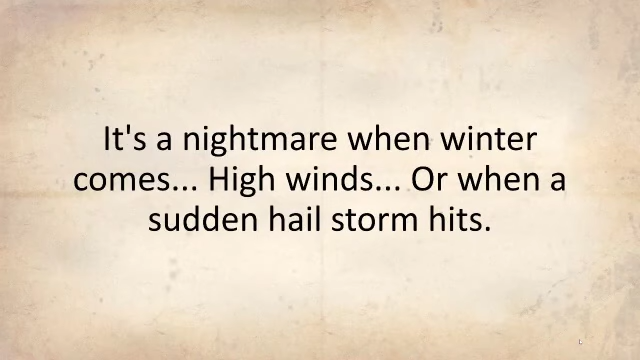 It's a nightmare when winter
comes... High winds... Or when a
sudden hail storm hits.